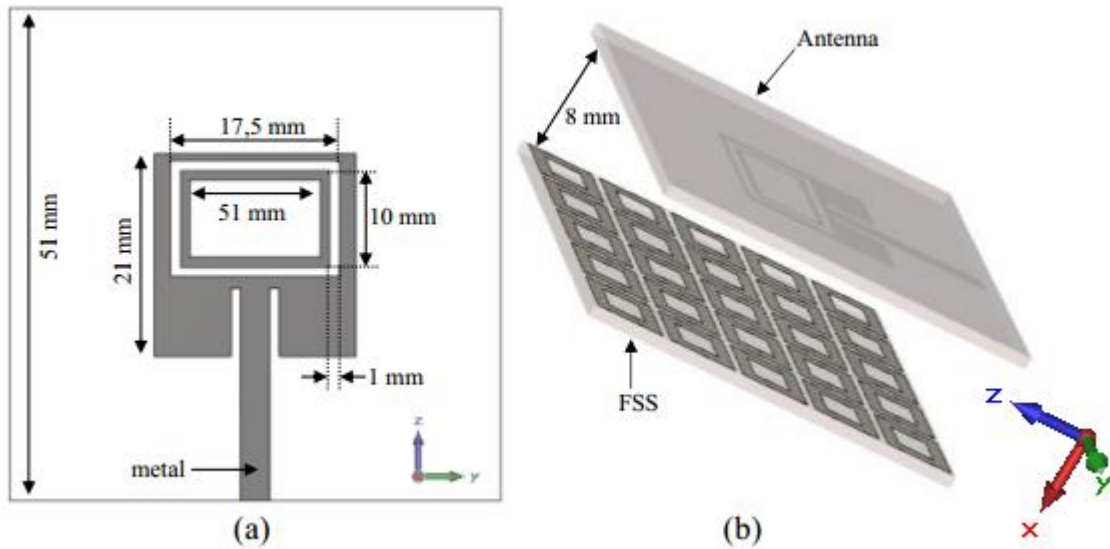 17,5 mm
51 mm
10 mm
21 mm
51 mm
1 mm
metal
z
y
(a)
Antenna
8 mm
FSS
z
y
x
(b)